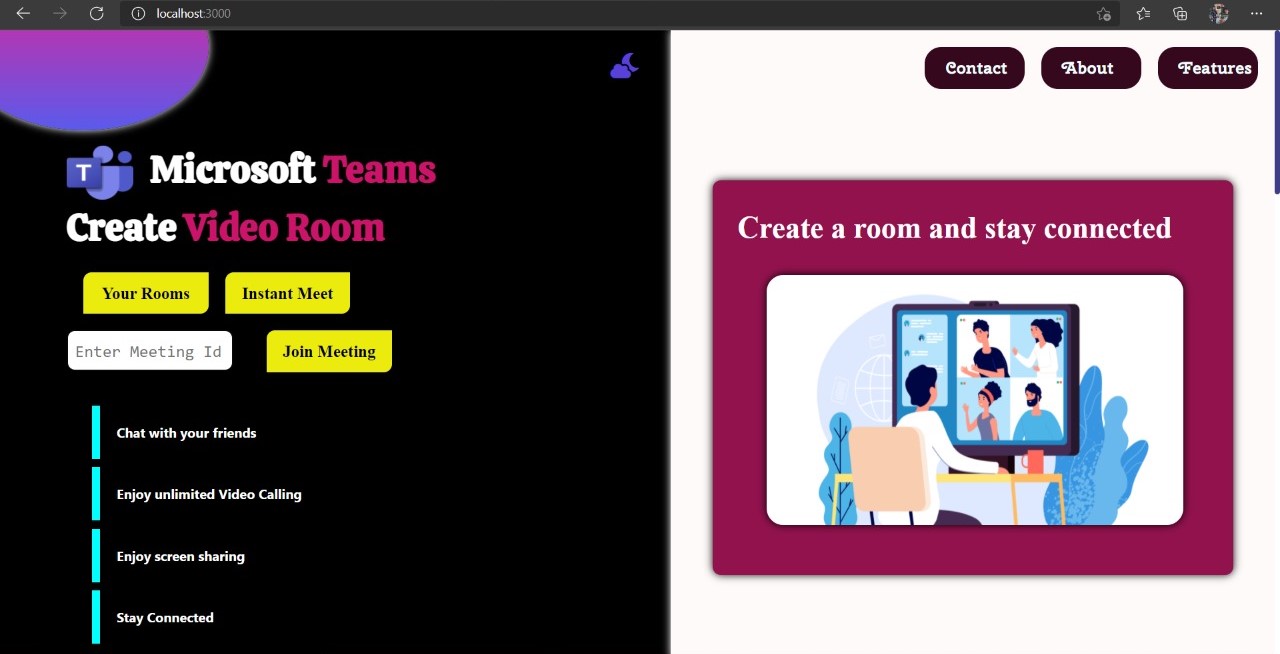 localhost:3000
Contact
About
Features
T
Microsoft Teams
Create Video Room
Your Rooms
Instant Meet
Enter Meeting Id
Join Meeting
Chat with your friends
Enjoy unlimited Video Calling
Enjoy screen sharing
Stay Connected
Create a room and stay connected